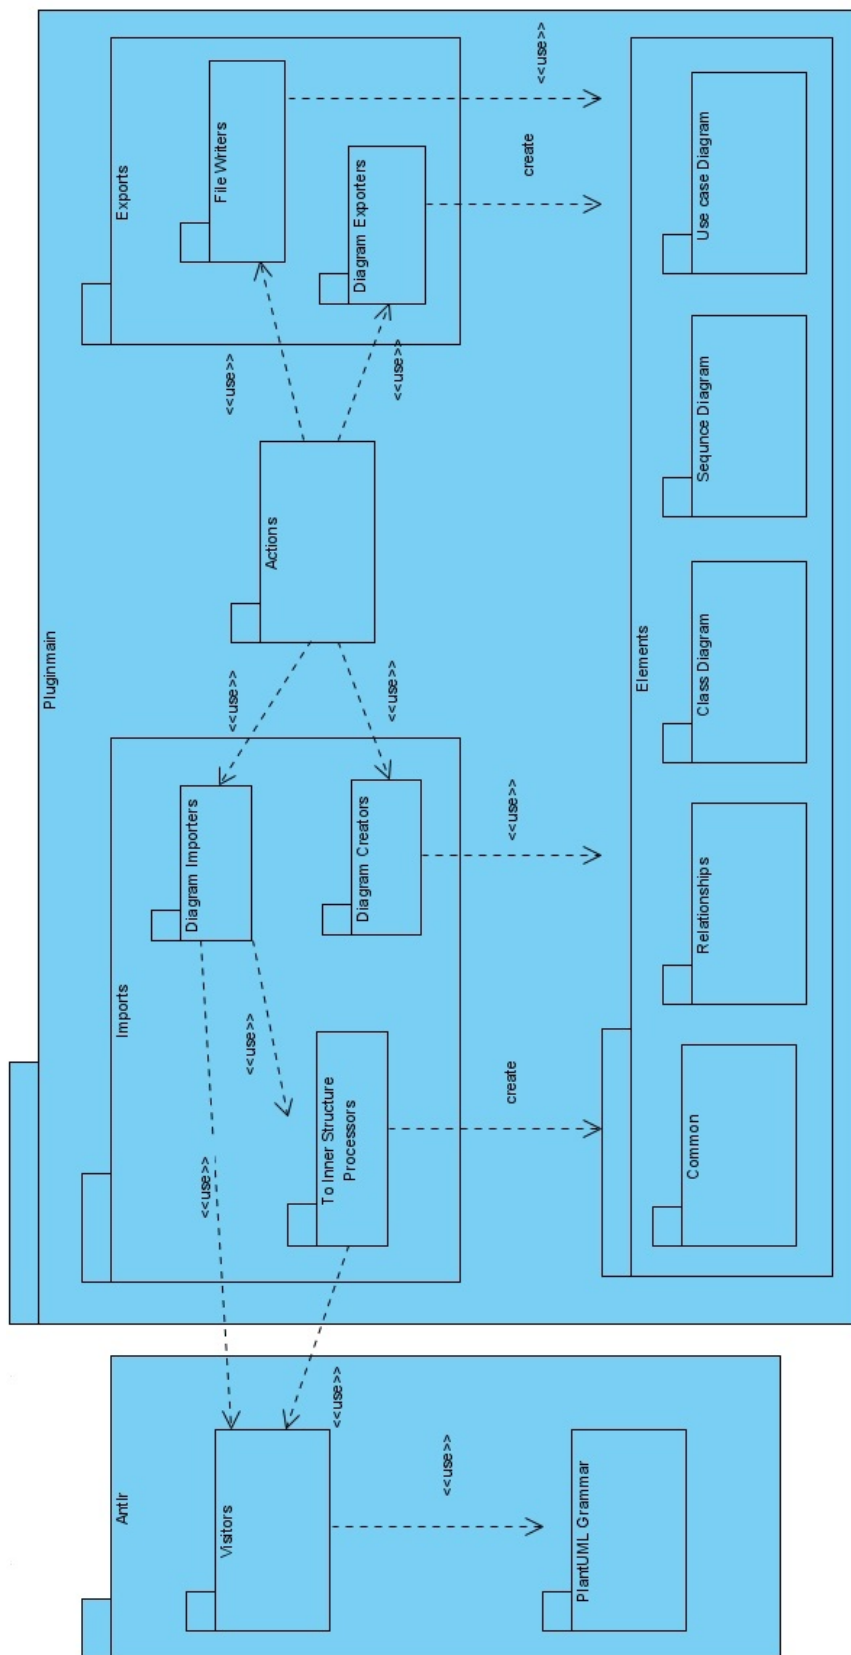 Antlr
Visitors
<<use>>
PlantUML Grammar
<<use>>
<<use>>
Pluginmain
Imports
Diagram Importers
<<use>>
To Inner Structure
Processors
Diagram Creators
<<use>>
<<use>>
Actions
<<use>>
<<use>>
Exports
File Writers
Diagram Exporters
create
<<use>>
create
<<use>>
Elements
Common
Relationships
Class Diagram
Sequnce Diagram
Use case Diagram